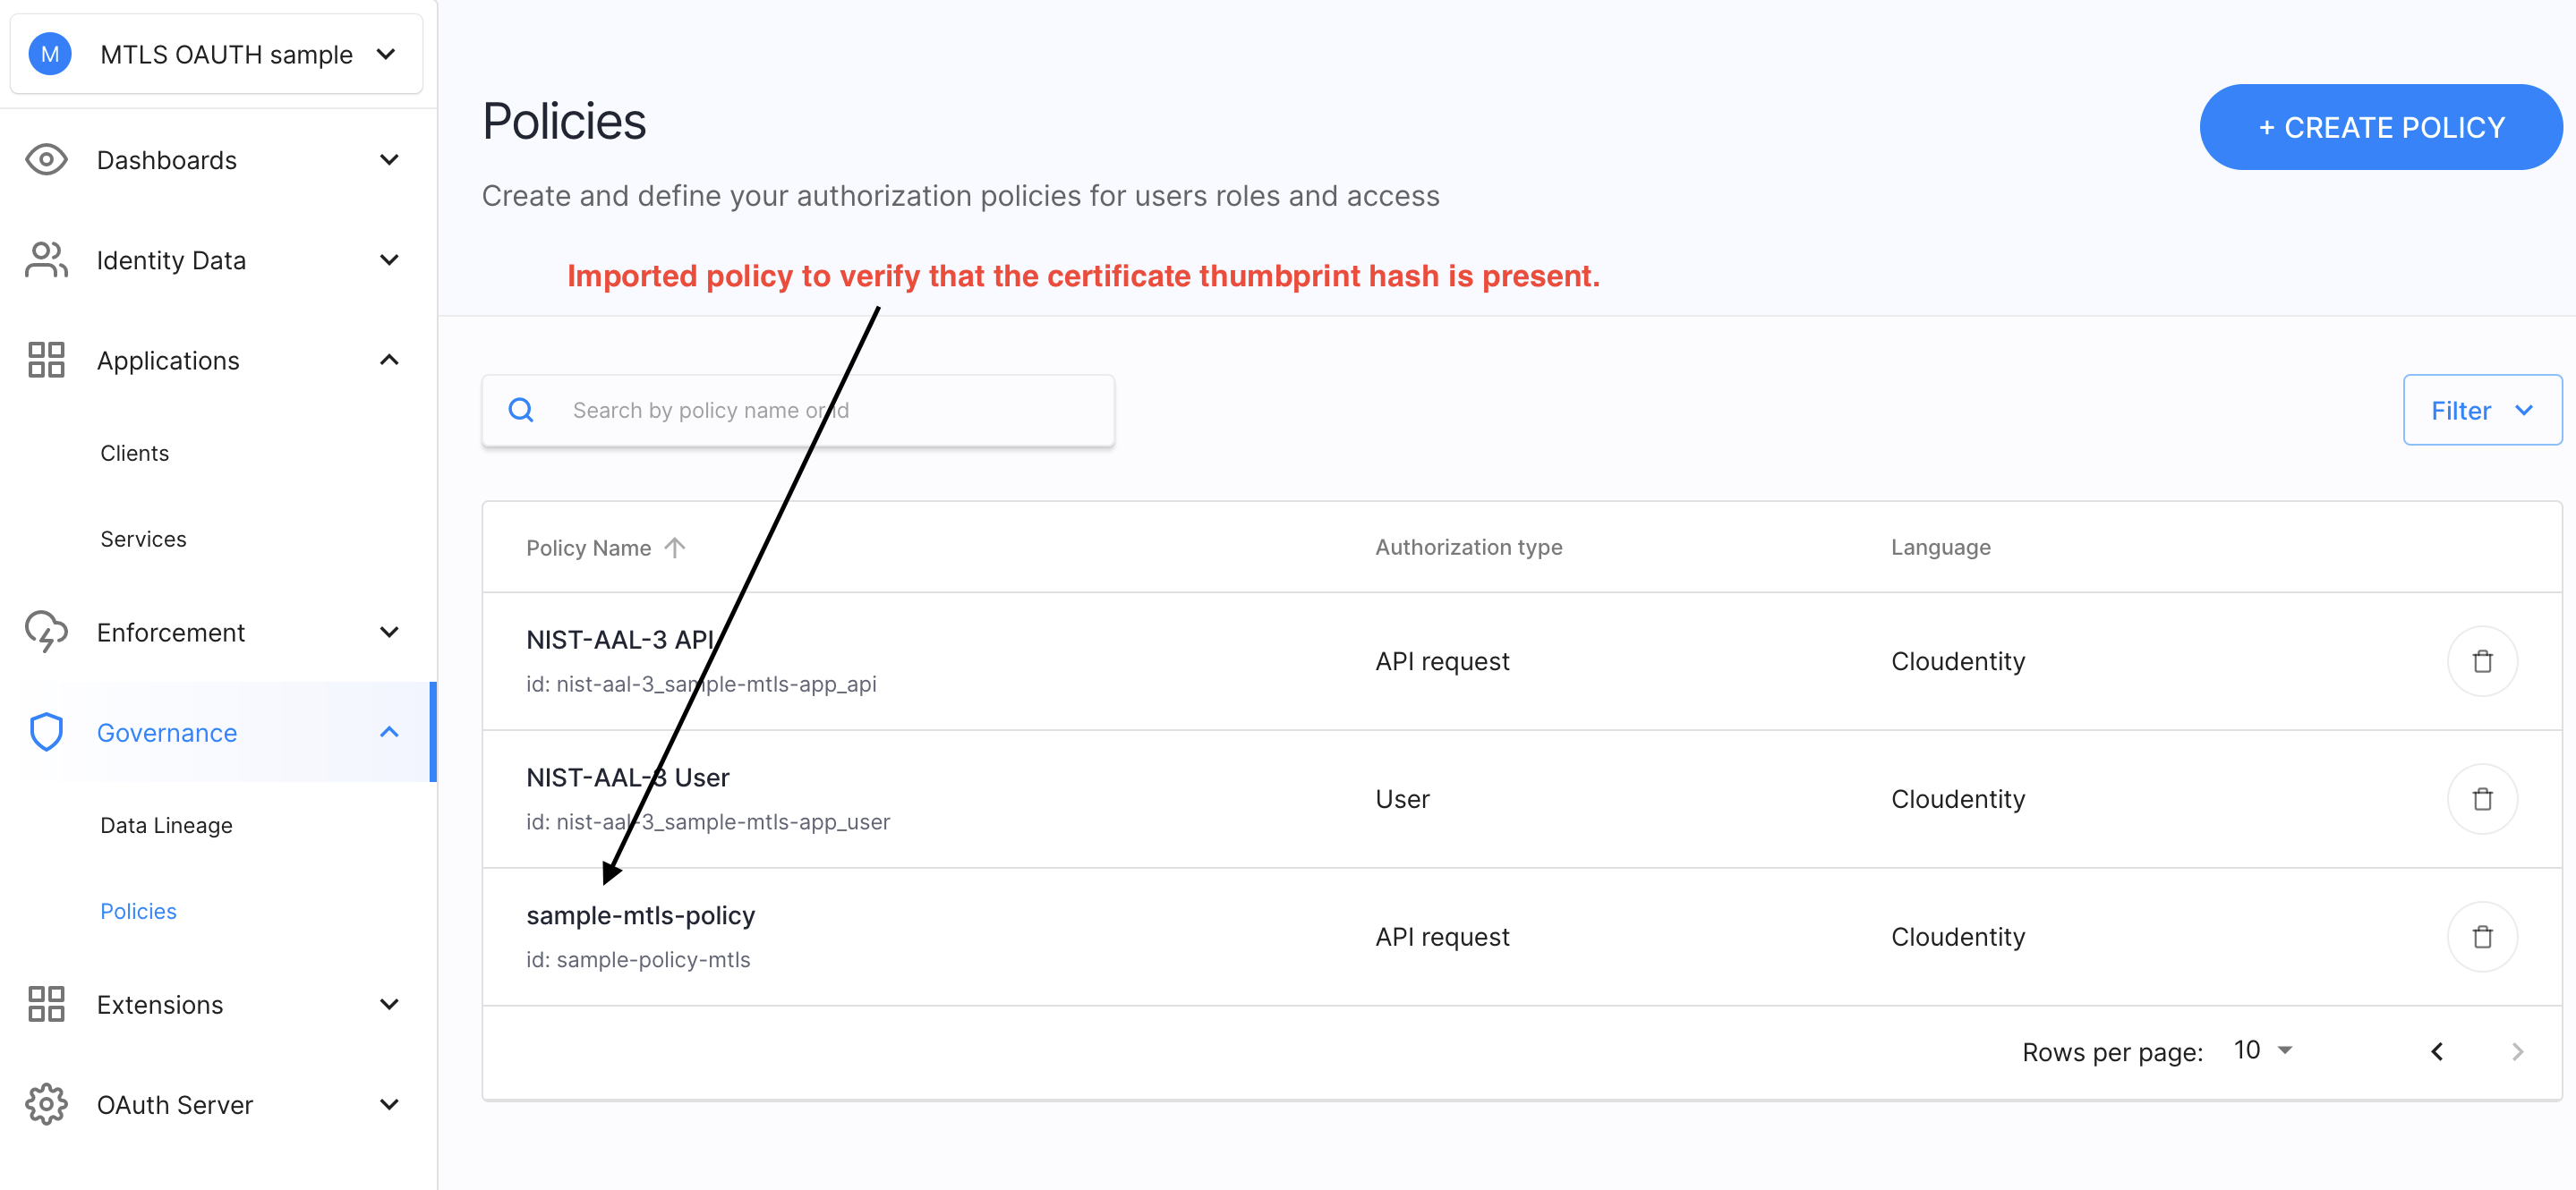 M
MTLS OAUTH sample
Dashboards
Identity Data
Applications
Clients
Services
Enforcement
Governance
Data Lineage
Policies
Extensions
OAuth Server
Policies
+ CREATE POLICY
Create and define your authorization policies for users roles and access
Imported policy to verify that the certificate thumbprint hash is present.
Search by policy name or id
Filter
Policy Name Authorization type Language
NIST-AAL-3 API
id: nist-aal-3_sample-mtls-app_api
API request Cloudentity
NIST-AAL-3 User
id: nist-aal-3_sample-mtls-app_user
User Cloudentity
sample-mtls-policy
id: sample-policy-mtls
API request Cloudentity
Rows per page: 10